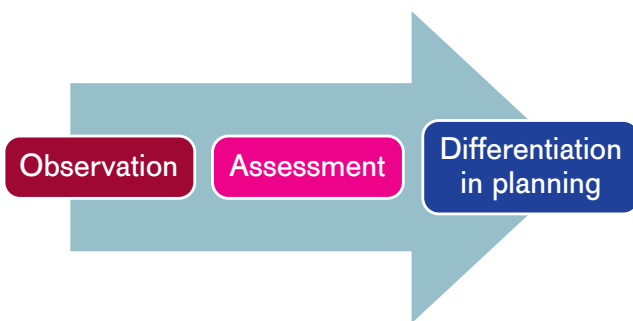 Observation
Assessment
Differentiation
in planning